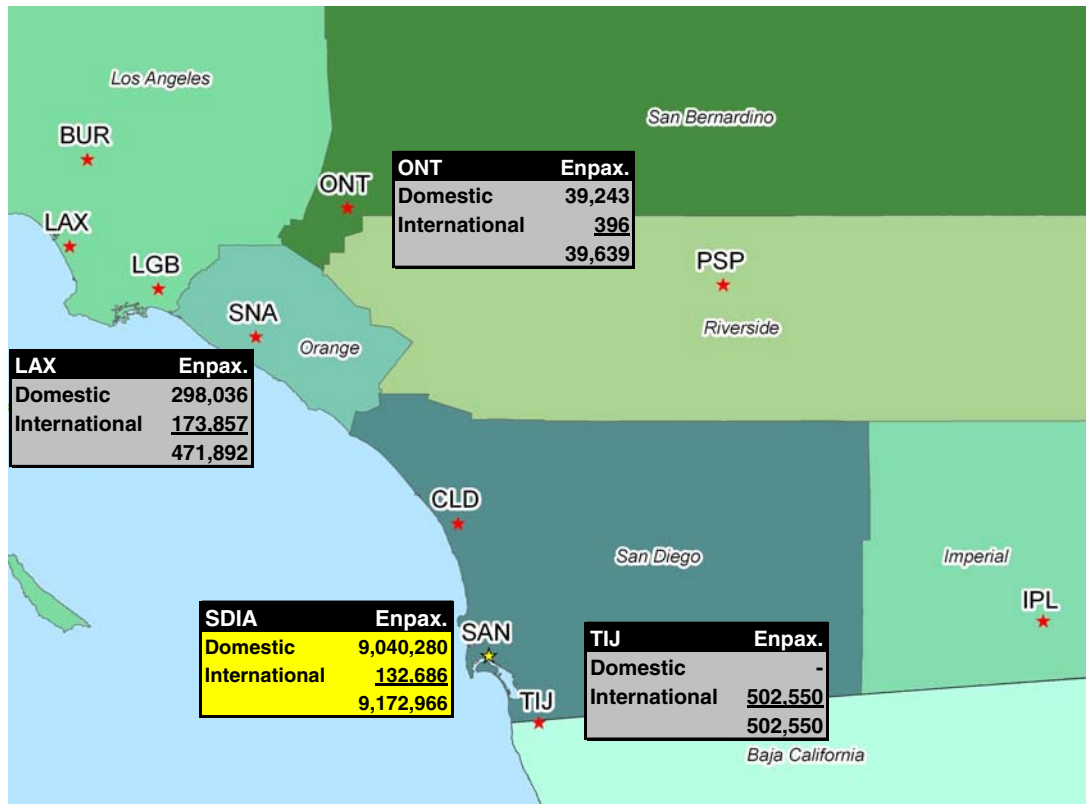 Los Angeles
BUR
San Bernardino
ONT
ONT Enpax.
Domestic 39,243
International 396
39,639
LAX
LGB
PSP
SNA
Orange
Riverside
LAX Enpax.
Domestic 298,036
International 173,857
471,892
CLD
San Diego
Imperial
IPL
SDIA Enpax.
Domestic 9,040,280
International 132,686
9,172,966
SAN
TIJ Enpax.
Domestic -
International 502,550
502,550
TIJ
Baja California